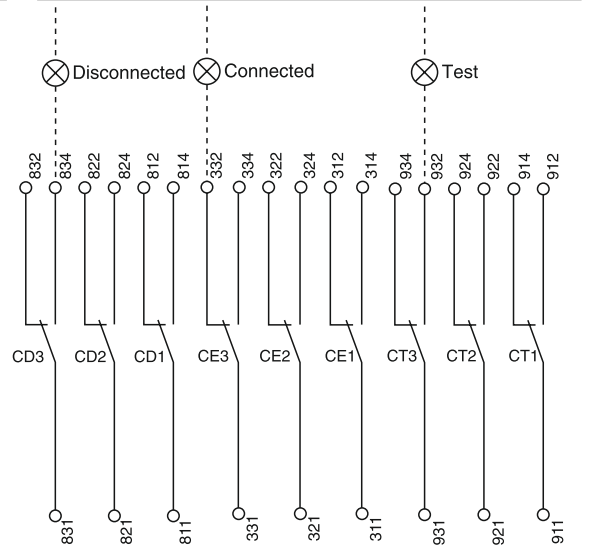 Disconnected Connected Test
832 834 822 824 812 814 332 334 322 324 312 314 934 932 924 922 914 912
CD3 CD2 CD1 CE3 CE2 CE1 CT3 CT2 CT1
831 821 811 331 321 311 931 921 911